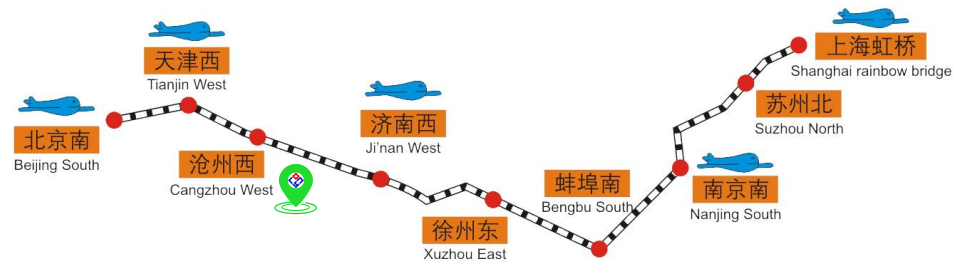 北京南
Beijing South
天津西
Tianjin West
沧州西
Cangzhou West
济南西
Ji'nan West
徐州东
Xuzhou East
蚌埠南
Bengbu South
南京南
Nanjing South
苏州北
Suzhou North
上海虹桥
Shanghai rainbow bridge